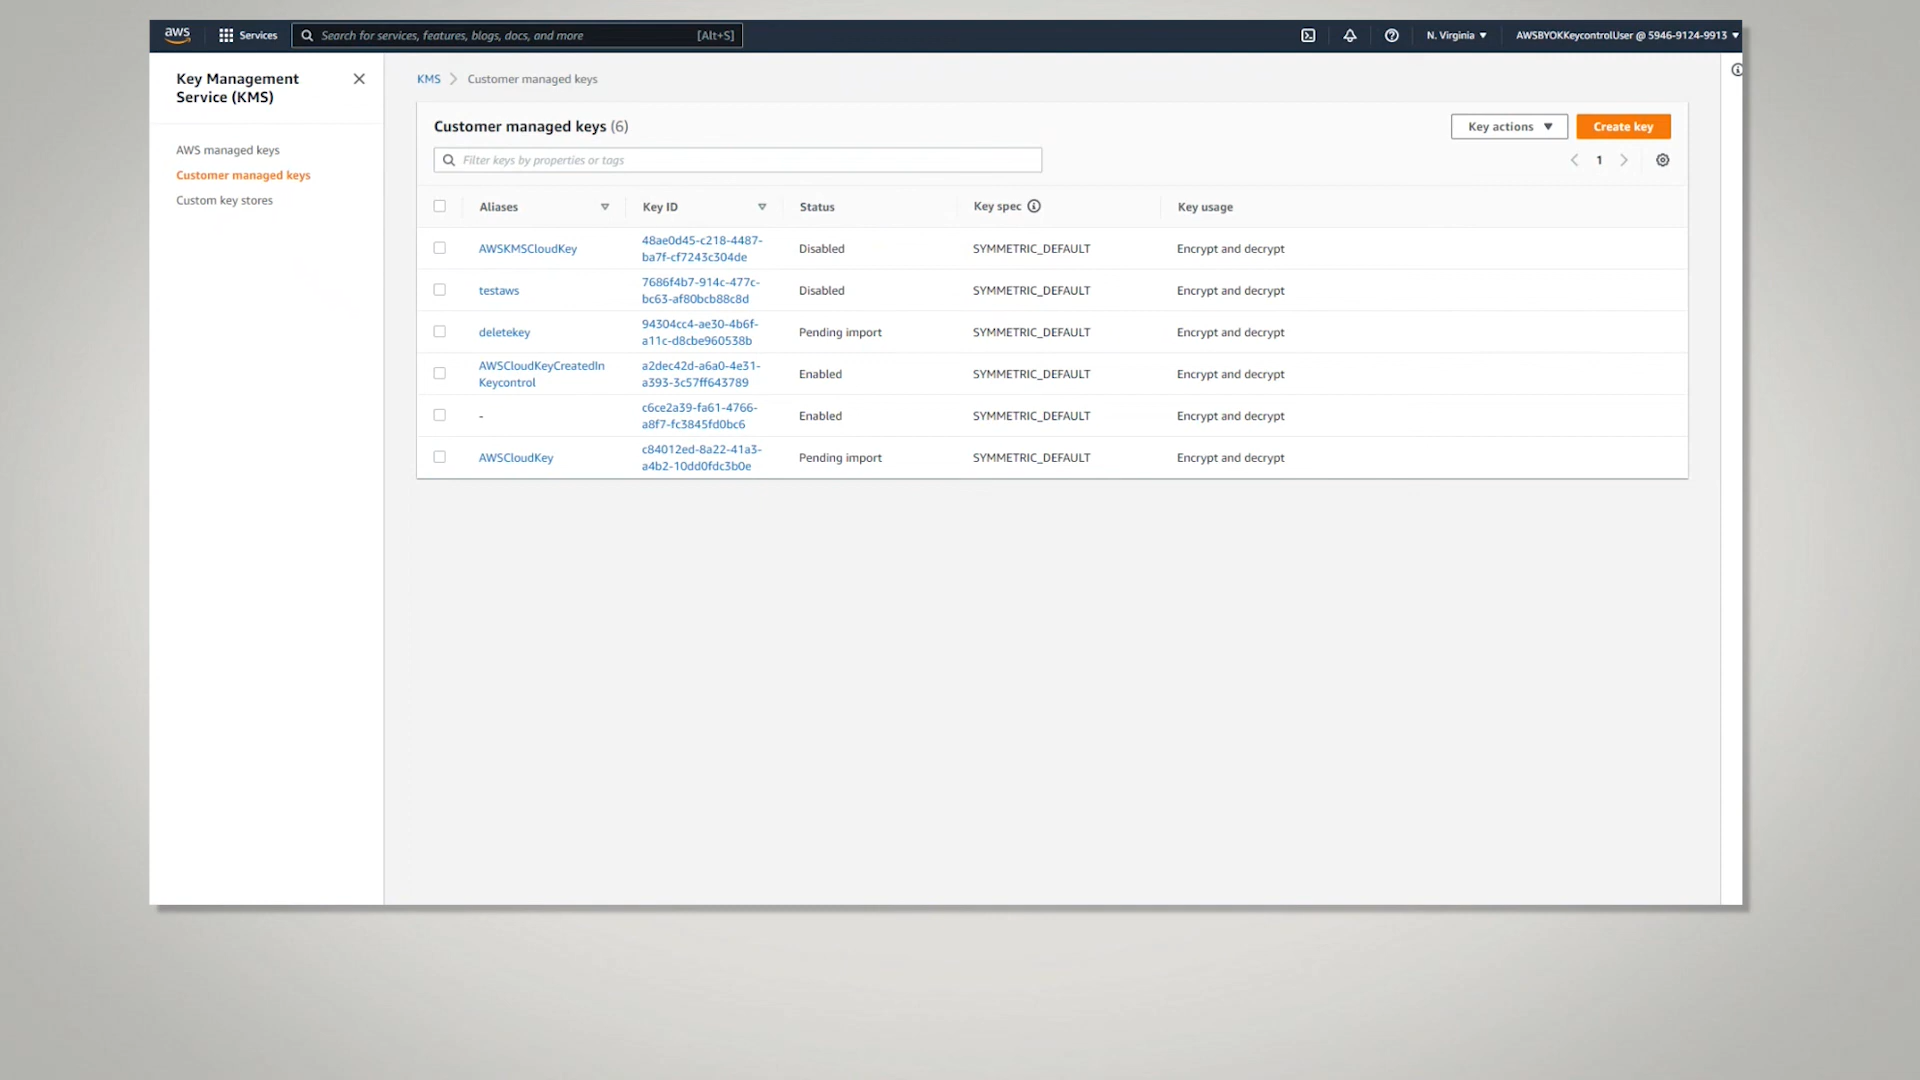 aws
Services
Search for services, features, blogs, docs, and more
[Alt+S]
N. Virginia
AWSBYOKKeycontrolUser @ 5946-9124-9913
Key Management
Service (KMS)
AWS managed keys
Customer managed keys
Custom key stores
KMS
Customer managed keys
Customer managed keys (6)
Key actions
Create key
Filter keys by properties or tags
1
Aliases Key ID Status Key spec Key usage
AWSKMSCloudKey
48ae0d45-c218-4487-
ba7f-cf7243c304de
Disabled
SYMMETRIC_DEFAULT
Encrypt and decrypt
testaws
7686f4b7-914c-477c-
bc63-af80bcb88c8d
Disabled
SYMMETRIC_DEFAULT
Encrypt and decrypt
deletekey
94304cc4-ae30-4b6f-
a11c-d8cbe960538b
Pending import
SYMMETRIC_DEFAULT
Encrypt and decrypt
AWSCloudKeyCreatedIn
Keycontrol
a2dec42d-a6a0-4e31-
a393-3c57ff643789
Enabled
SYMMETRIC_DEFAULT
Encrypt and decrypt
-
c6ce2a39-fa61-4766-
a8f7-fc3845fd0bc6
Enabled
SYMMETRIC_DEFAULT
Encrypt and decrypt
AWSCloudKey
c84012ed-8a22-41a3-
a4b2-10dd0fdc3b0e
Pending import
SYMMETRIC_DEFAULT
Encrypt and decrypt